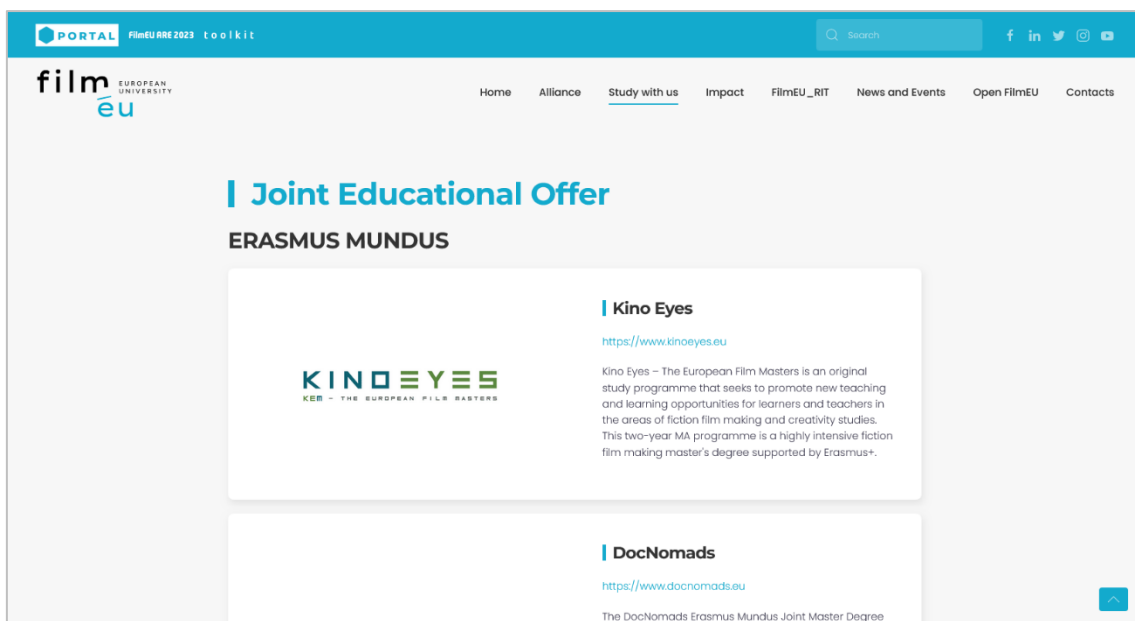 PORTAL FilmEU RRE 2023 toolkit Search
film EUROPEAN
UNIVERSITY
éu
Home Alliance Study with us Impact FilmEU_RIT News and Events Open FilmEU Contacts
Joint Educational Offer
ERASMUS MUNDUS
KINOEYES
KEM - THE EUROPEAN FILM MASTERS
Kino Eyes
https://www.kinoeyes.eu
Kino Eyes – The European Film Masters is an original
study programme that seeks to promote new teaching
and learning opportunities for learners and teachers in
the areas of fiction film making and creativity studies.
This two-year MA programme is a highly intensive fiction
film making master's degree supported by Erasmus+.
DocNomads
https://www.docnomads.eu
The DocNomads Erasmus Mundus Joint Master Degree